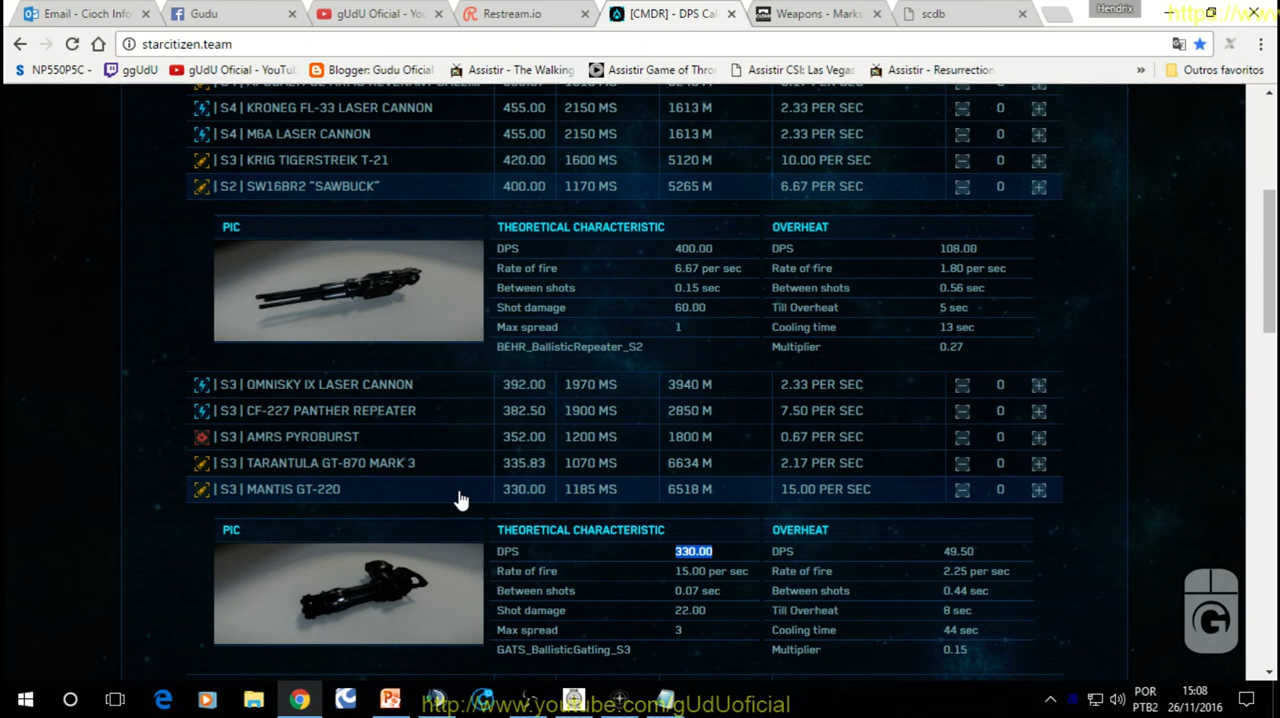 Email - Cioch Info
Gudu
gUdU Oficial - Yo
Restream.io
[CMDR] - DPS Cal
Weapons - Marks
scdb
Hendrix
starcitizen.team
NP550P5C -
ggUdU
gUdU Oficial - YouTu
Blogger: Gudu Oficial
Assistir - The Walking
Assistir Game of Thro
Assistir CSI: Las Vegas
Assistir - Resurrection
»
Outros favoritos
S4 | KRONEG FL-33 LASER CANNON 455.00 2150 MS 1613 M 2.33 PER SEC 0
S4 | M6A LASER CANNON 455.00 2150 MS 1613 M 2.33 PER SEC 0
S3 | KRIG TIGERSTREIK T-21 420.00 1600 MS 5120 M 10.00 PER SEC 0
S2 | SW16BR2 "SAWBUCK" 400.00 1170 MS 5265 M 6.67 PER SEC 0
PIC THEORETICAL CHARACTERISTIC OVERHEAT
DPS 400.00 DPS 108.00
Rate of fire 6.67 per sec Rate of fire 1.80 per sec
Between shots 0.15 sec Between shots 0.56 sec
Shot damage 60.00 Till Overheat 5 sec
Max spread 1 Cooling time 13 sec
BEHR_BallisticRepeater_S2 Multiplier 0.27
S3 | OMNISKY IX LASER CANNON 392.00 1970 MS 3940 M 2.33 PER SEC 0
S3 | CF-227 PANTHER REPEATER 382.50 1900 MS 2850 M 7.50 PER SEC 0
S3 | AMRS PYROBURST 352.00 1200 MS 1800 M 0.67 PER SEC 0
S3 | TARANTULA GT-870 MARK 3 335.83 1070 MS 6634 M 2.17 PER SEC 0
S3 | MANTIS GT-220 330.00 1185 MS 6518 M 15.00 PER SEC 0
PIC THEORETICAL CHARACTERISTIC OVERHEAT
DPS 330.00 DPS 49.50
Rate of fire 15.00 per sec Rate of fire 2.25 per sec
Between shots 0.07 sec Between shots 0.44 sec
Shot damage 22.00 Till Overheat 8 sec
Max spread 3 Cooling time 44 sec
GATS_BallisticGatling_S3 Multiplier 0.15
http://www.youtube.com/gUdUoficial
POR
PTB2
15:08
26/11/2016